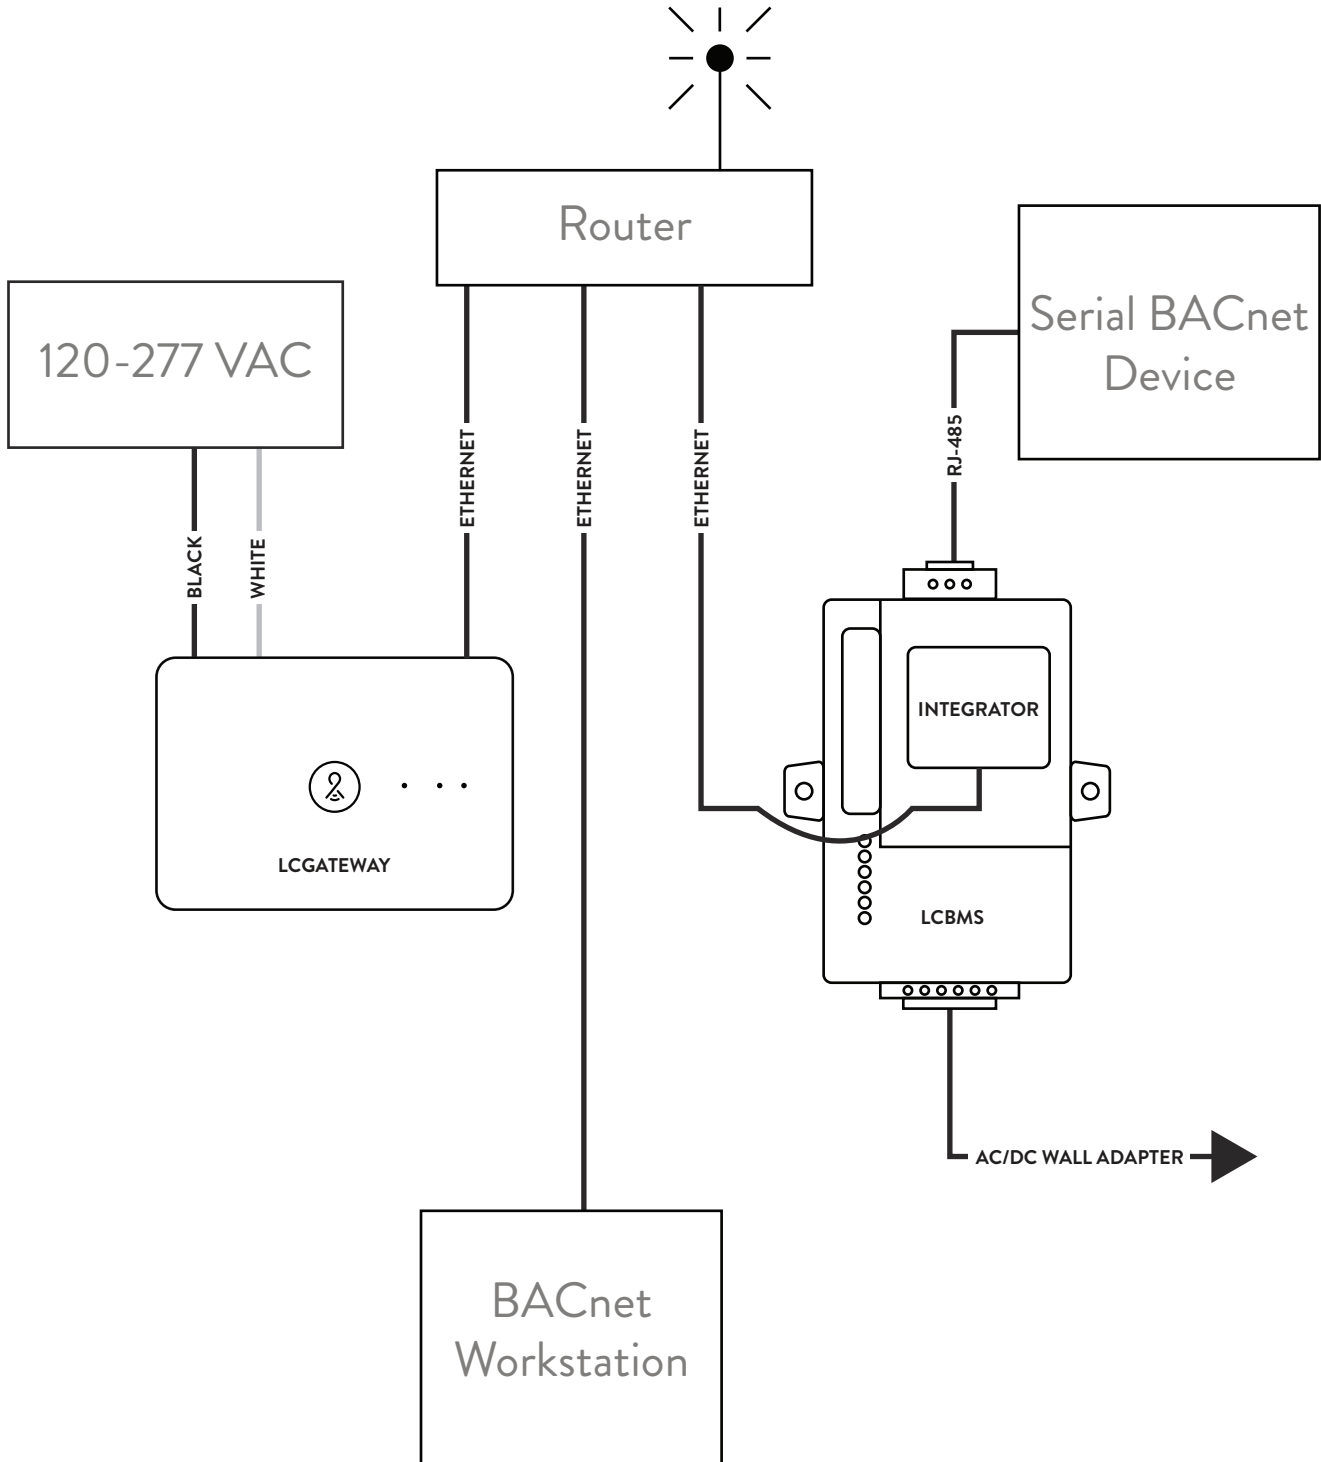 Router
Serial BACnet
Device
120-277 VAC
RJ-485
ETHERNET
ETHERNET
ETHERNET
BLACK
WHITE
INTEGRATOR
LCGATEWAY
LCBMS
AC/DC WALL ADAPTER
BACnet
Workstation